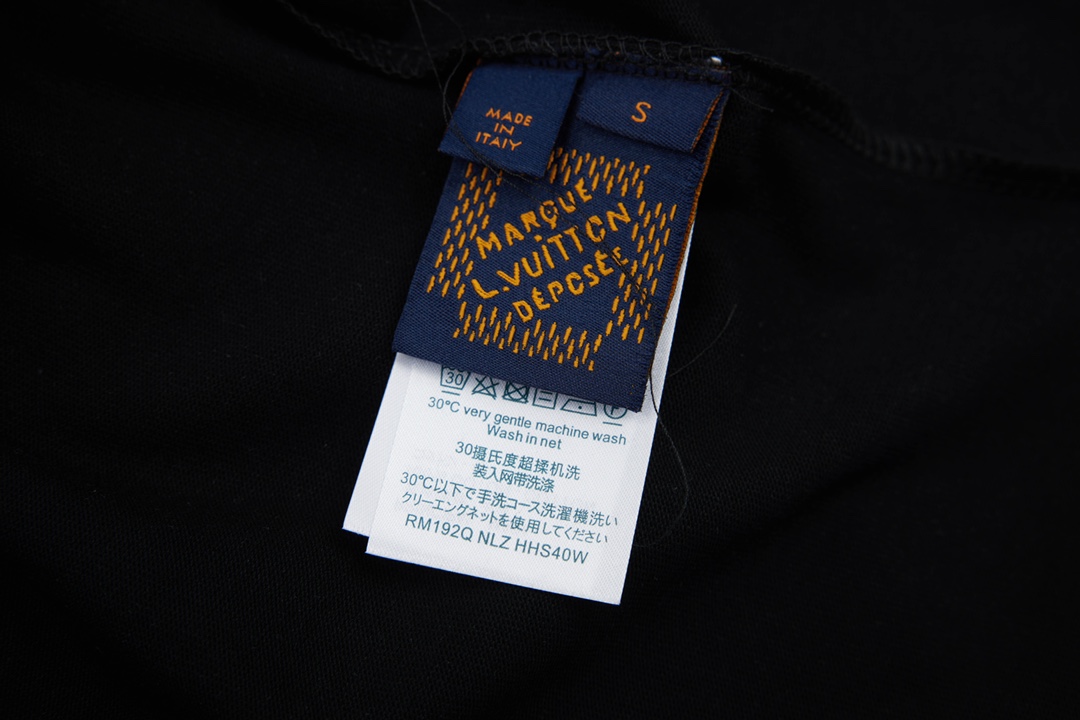 MADE
IN
ITAIY
S
MARQUE
L.VUİTTON
DÉPOSÉE
30
30°C very gentle machine wash
Wash in net
30摄氏度超揉机洗
装入网带洗涤
30°C以下で手洗コース洗濯機洗い
クリーエングネットを使用してください
RM192Q NLZ HHS40W